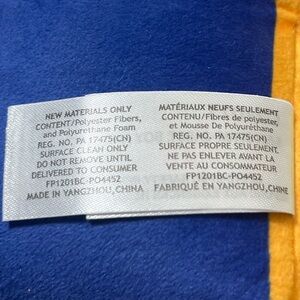 NEW MATERIALS ONLY
CONTENT/Polyester Fibers,
and Polyurethane Foam
REG. NO. PA 17475(CN)
SURFACE CLEAN ONLY
DO NOT REMOVE UNTIL
DELIVERED TO CONSUMER
FP1201BC-PO4452
MADE IN YANGZHOU,CHINA
MATÉRIAUX NEUFS SEULEMENT
CONTENU/Fibres de polyester,
et Mousse De Polyuréthane
REG. NO. PA 17475(CN)
SURFACE PROPRE SEULEMENT.
NE PAS ENLEVER AVANT LA
VENTE AU CONSOMMATEUR
FP1201BC-PO4452
FABRIQUÉ EN YANGZHOU,CHINE